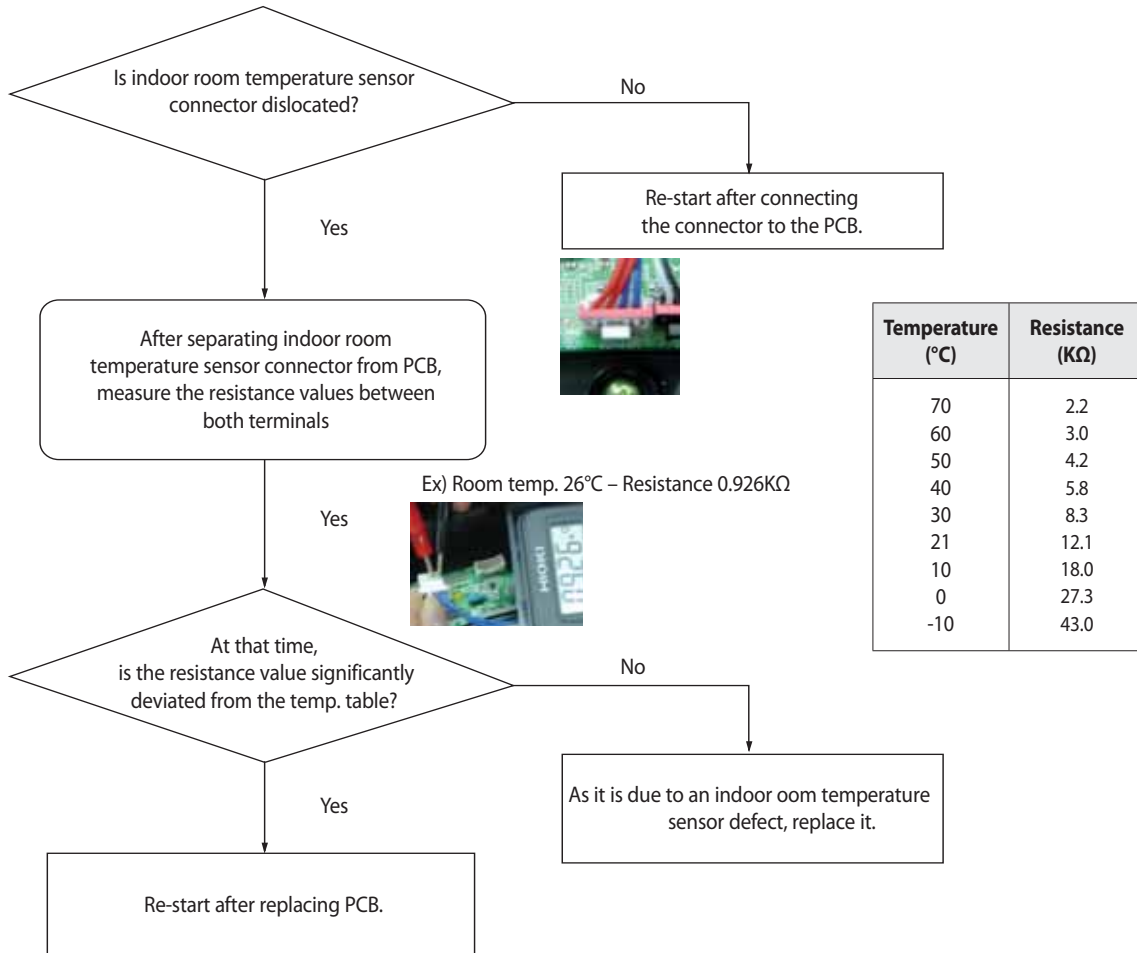 Is indoor room temperature sensor
connector dislocated?
No
Re-start after connecting
the connector to the PCB.
Yes
After separating indoor room
temperature sensor connector from PCB,
measure the resistance values between
both terminals
Ex) Room temp. 26°C – Resistance 0.926KΩ
HIOKI
0.926
Yes
At that time,
is the resistance value significantly
deviated from the temp. table?
No
As it is due to an indoor oom temperature
sensor defect, replace it.
Yes
Re-start after replacing PCB.
Temperature Resistance
(°C) (KΩ)
70 2.2
60 3.0
50 4.2
40 5.8
30 8.3
21 12.1
10 18.0
0 27.3
-10 43.0